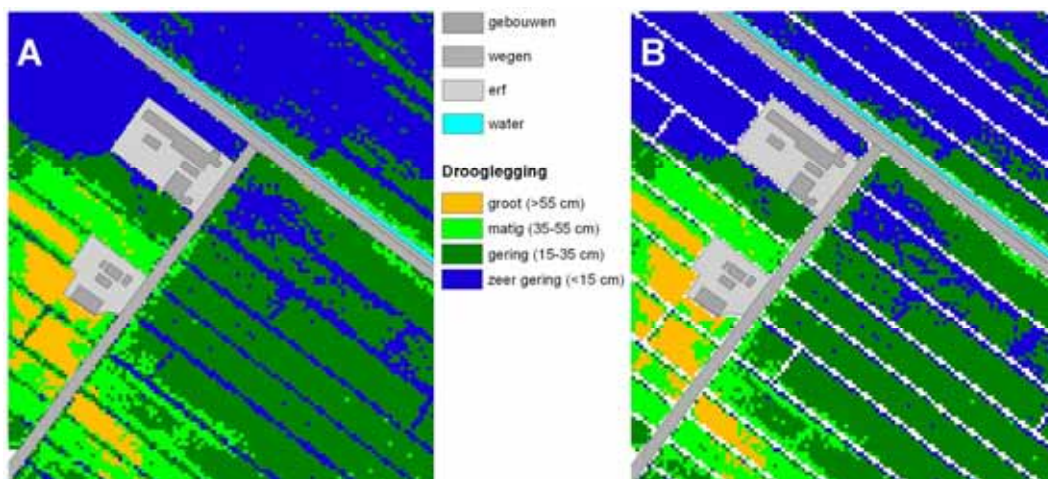 A
gebouwen
wegen
erf
water
Drooglegging
groot (>55 cm)
matig (35-55 cm)
gering (15-35 cm)
zeer gering (<15 cm)
B